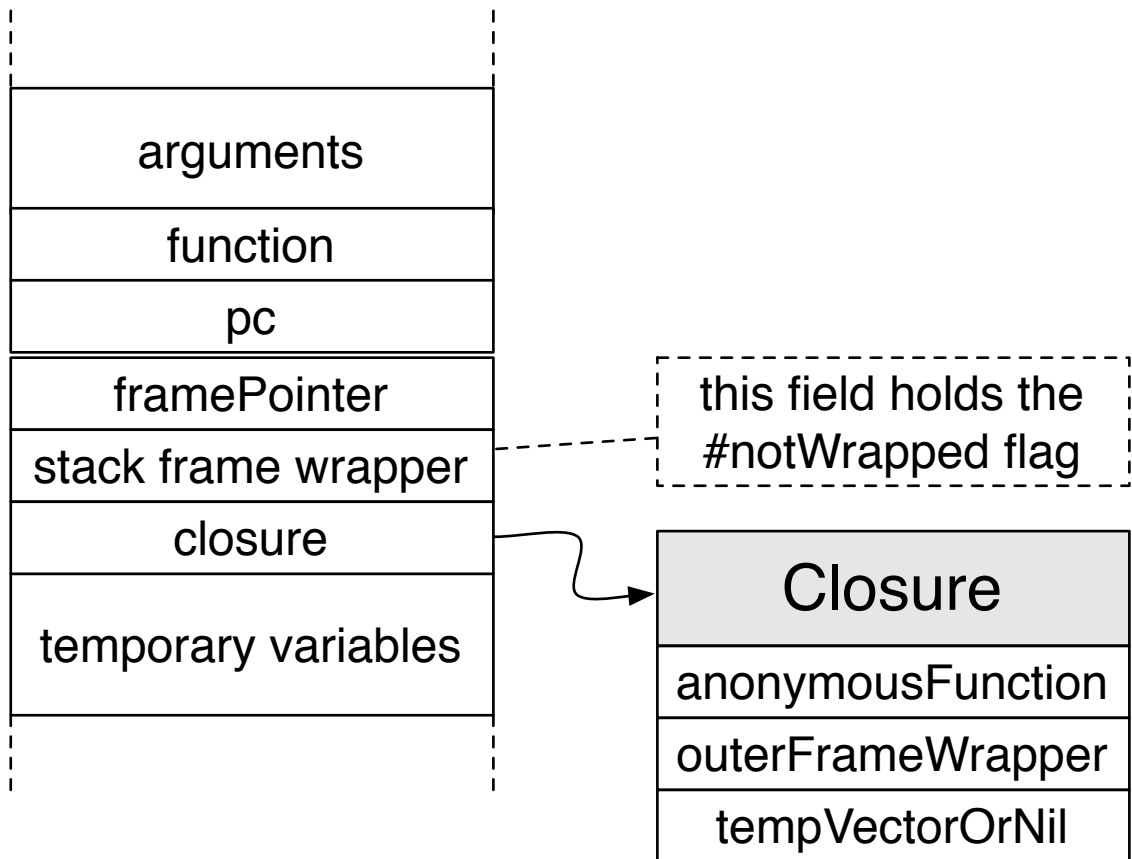 arguments
function
pc
framePointer
stack frame wrapper
closure
temporary variables
this field holds the
#notWrapped flag
Closure
anonymousFunction
outerFrameWrapper
tempVectorOrNil